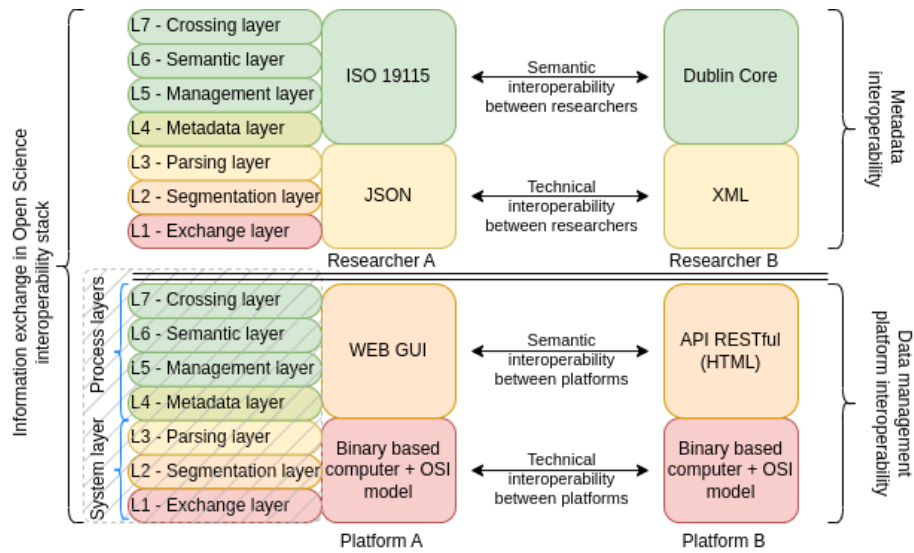 Information exchange in Open Science
interoperability stack
L7 - Crossing layer
L6 - Semantic layer
L5 - Management layer
L4 - Metadata layer
L3 - Parsing layer
L2 - Segmentation layer
L1 - Exchange layer
ISO 19115
JSON
Researcher A
Semantic
interoperability
between researchers
Technical
interoperability
between researchers
Dublin Core
XML
Researcher B
Metadata
interoperability
Process layers
System layer
L7 - Crossing layer
L6 - Semantic layer
L5 - Management layer
L4 - Metadata layer
L3 - Parsing layer
L2 - Segmentation layer
L1 - Exchange layer
WEB GUI
Binary based
computer + OSI
model
Platform A
Semantic
interoperability
between platforms
Technical
interoperability
between platforms
API RESTful
(HTML)
Binary based
computer + OSI
model
Platform B
Data management
platform interoperability